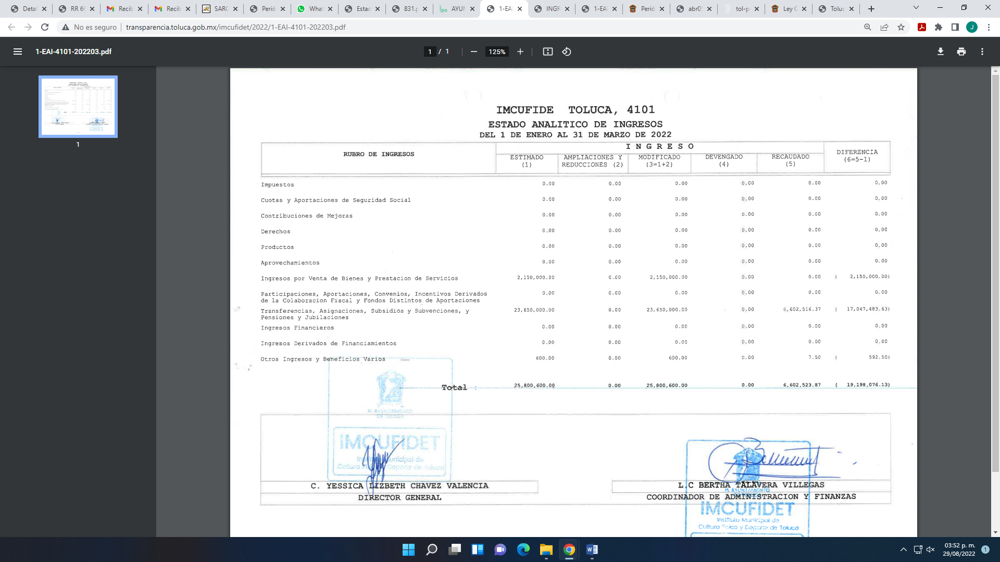 Detal
RR 66
Recib
Recib
SARC
Perió
What
Estac
831.p
AYUN
1-EAI
INGR
1-EAI
Perió
abr05
tol-p
Ley C
Toluc
No es seguro
transparencia.toluca.gob.mx/imcufidet/2022/1-EAI-4101-202203.pdf
J
1-EAI-4101-202203.pdf
1 / 1
125%
1
IMCUFIDE TOLUCA, 4101
ESTADO ANALITICO DE INGRESOS
DEL 1 DE ENERO AL 31 DE MARZO DE 2022
RUBRO DE INGRESOS
I N G R E S O
ESTIMADO (1)
AMPLIACIONES Y REDUCCIONES (2)
MODIFICADO (3=1+2)
DEVENGADO (4)
RECAUDADO (5)
DIFERENCIA (6=5-1)
Impuestos 0.00 0.00 0.00 0.00 0.00 0.00
Cuotas y Aportaciones de Seguridad Social 0.00 0.00 0.00 0.00 0.00 0.00
Contribuciones de Mejoras 0.00 0.00 0.00 0.00 0.00 0.00
Derechos 0.00 0.00 0.00 0.00 0.00 0.00
Productos 0.00 0.00 0.00 0.00 0.00 0.00
Aprovechamientos 0.00 0.00 0.00 0.00 0.00 0.00
Ingresos por Venta de Bienes y Prestacion de Servicios 2,150,000.00 0.00 2,150,000.00 0.00 0.00 ( 2,150,000.00)
Participaciones, Aportaciones, Convenios, Incentivos Derivados 0.00 0.00 0.00 0.00 0.00 0.00
de la Colaboracion Fiscal y Fondos Distintos de Aportaciones
Transferencias, Asignaciones, Subsidios y Subvenciones, y 23,650,000.00 0.00 23,650,000.00 0.00 6,602,516.37 ( 17,047,483.63)
Pensiones y Jubilaciones
Ingresos Financieros 0.00 0.00 0.00 0.00 0.00 0.00
Ingresos Derivados de Financiamientos 0.00 0.00 0.00 0.00 0.00 0.00
Otros Ingresos y Beneficios Varios 600.00 0.00 600.00 0.00 7.50 ( 592.50)
Total : 25,800,600.00 0.00 25,800,600.00 0.00 6,602,523.87 ( 19,198,076.13)
H. AYUNTAMIENTO
DE TOLUCA
IMCUFIDET
Instituto Municipal de
Cultura Física y Deporte de Toluca
C. YESSICA LIZBETH CHAVEZ VALENCIA
DIRECTOR GENERAL
L.C BERTHA TALAVERA VILLEGAS
H. AYUNTAMIENTO
COORDINADOR DE ADMINISTRACION Y FINANZAS
IMCUFIDET
Instituto Municipal de
Cultura Física y Deporte de Toluca
03:52 p. m.
29/08/2022
1